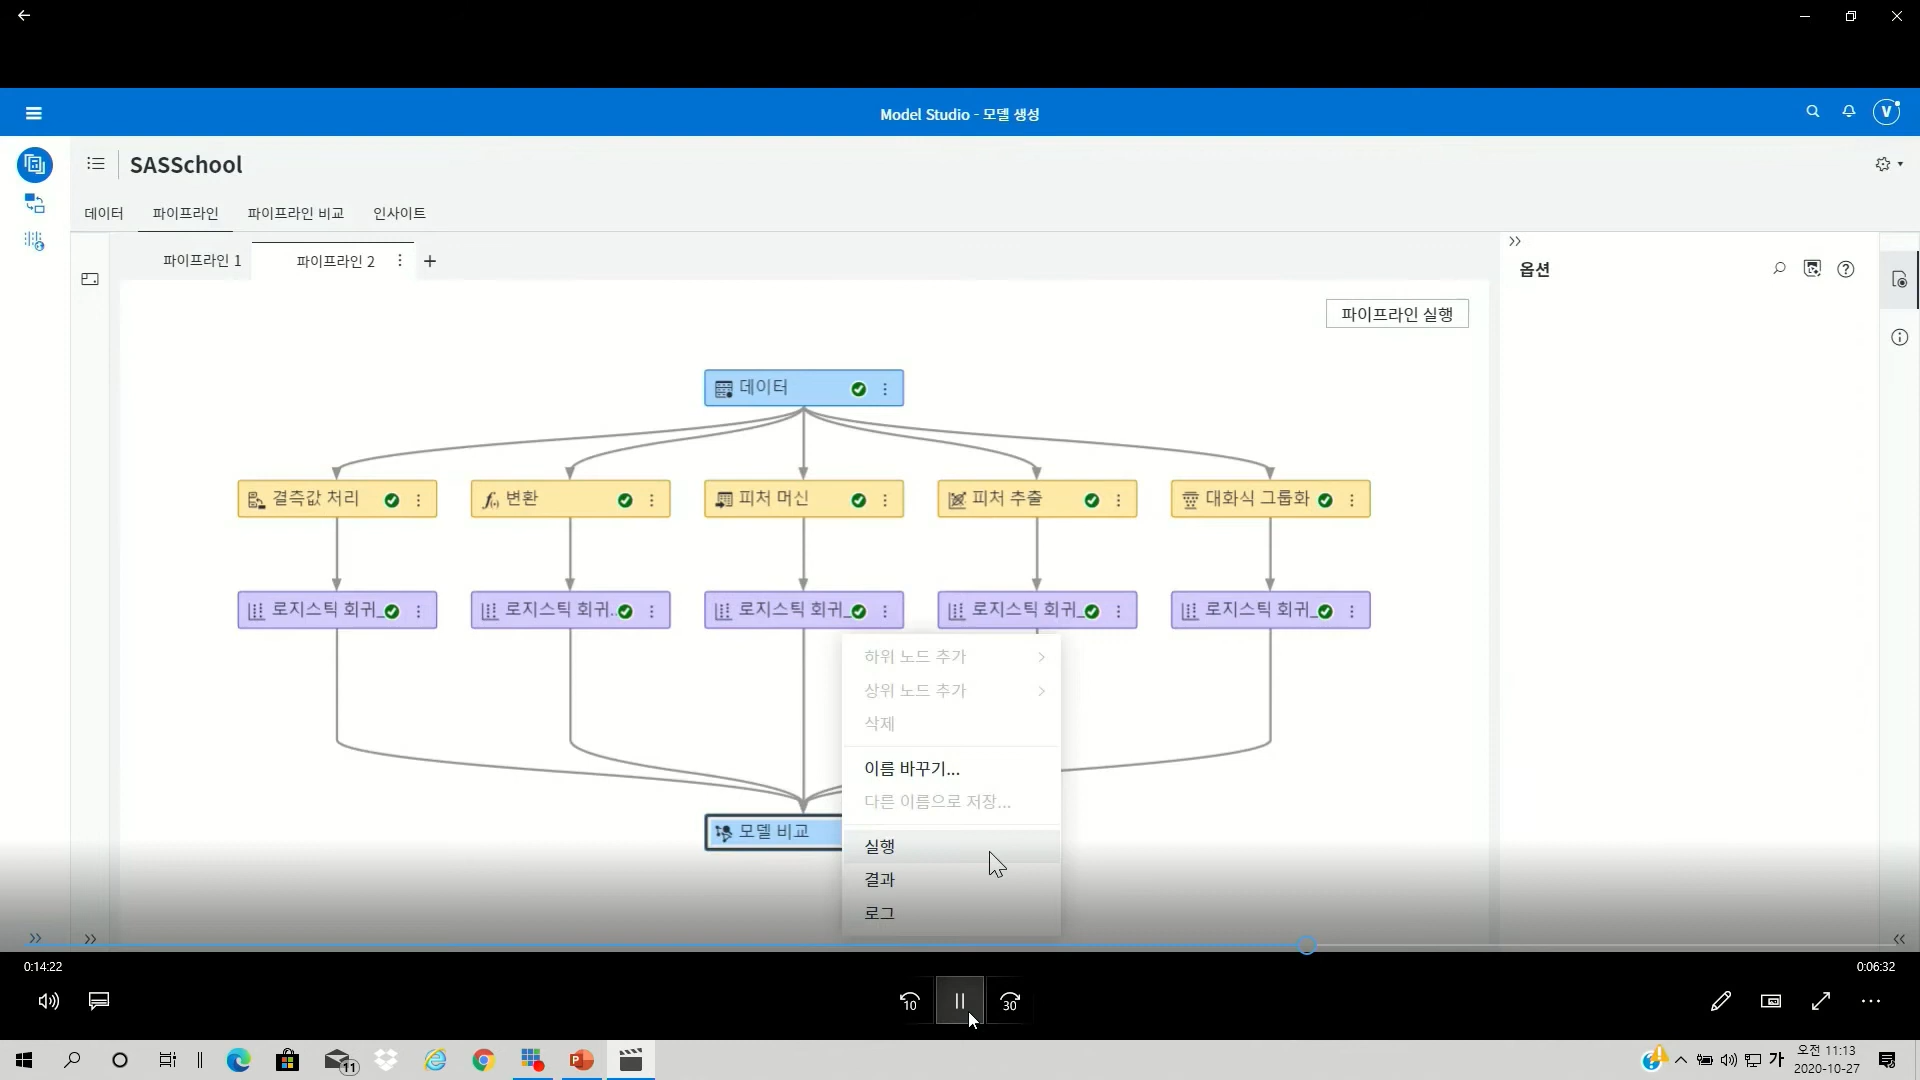 Model Studio - 모델 생성
V
SASSchool
데이터
파이프라인
파이프라인 비교
인사이트
파이프라인 1
파이프라인 2
옵션
파이프라인 실행
데이터
결측값 처리
변환
피처 머신
피처 추출
대화식 그룹화
로지스틱 회귀_
로지스틱 회귀..
로지스틱 회귀_
로지스틱 회귀_
로지스틱 회귀_
하위 노드 추가
상위 노드 추가
삭제
이름 바꾸기...
다른 이름으로 저장...
모델 비교
실행
결과
로그
0:14:22
0:06:32
10
30
11
가
오전 11:13
2020-10-27